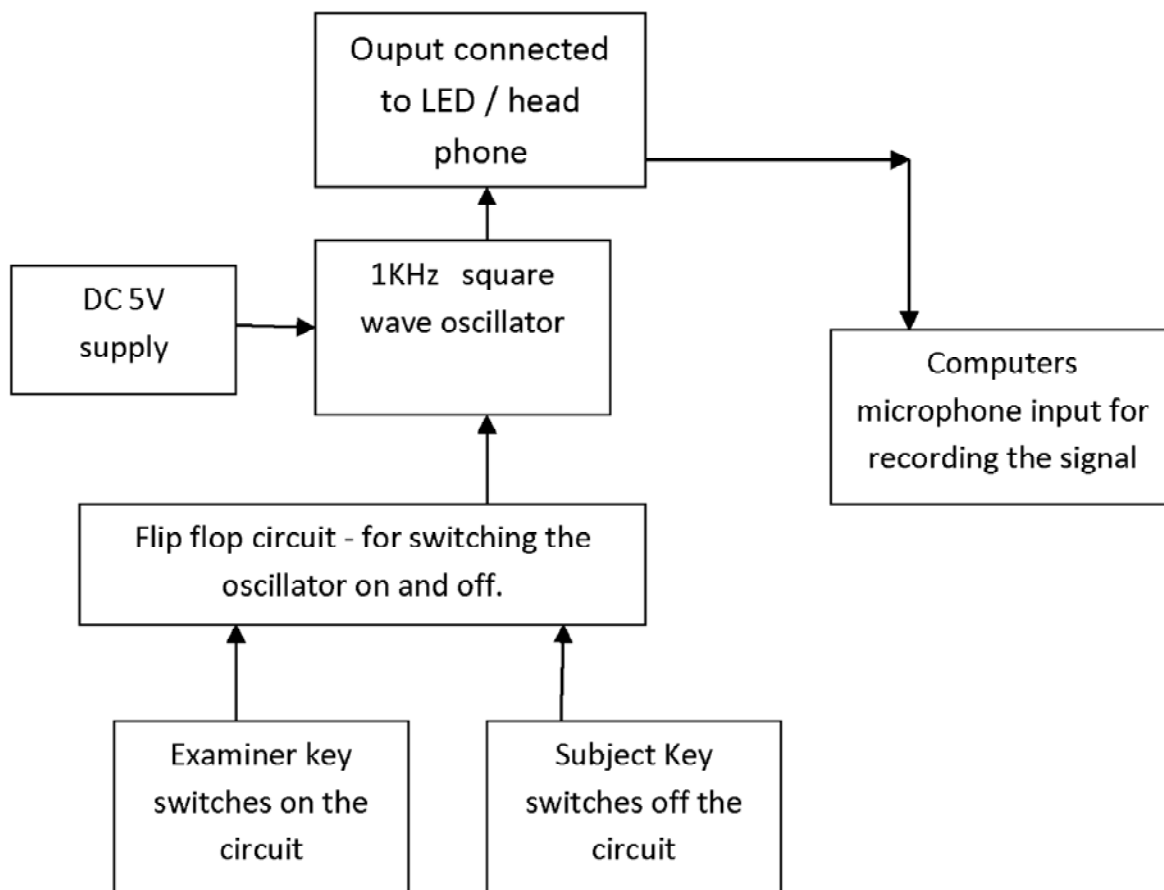 Ouput connected
to LED / head
phone
DC 5V
supply
1KHz square
wave oscillator
Computers
microphone input for
recording the signal
Flip flop circuit - for switching the
oscillator on and off.
Examiner key
switches on the
circuit
Subject Key
switches off the
circuit